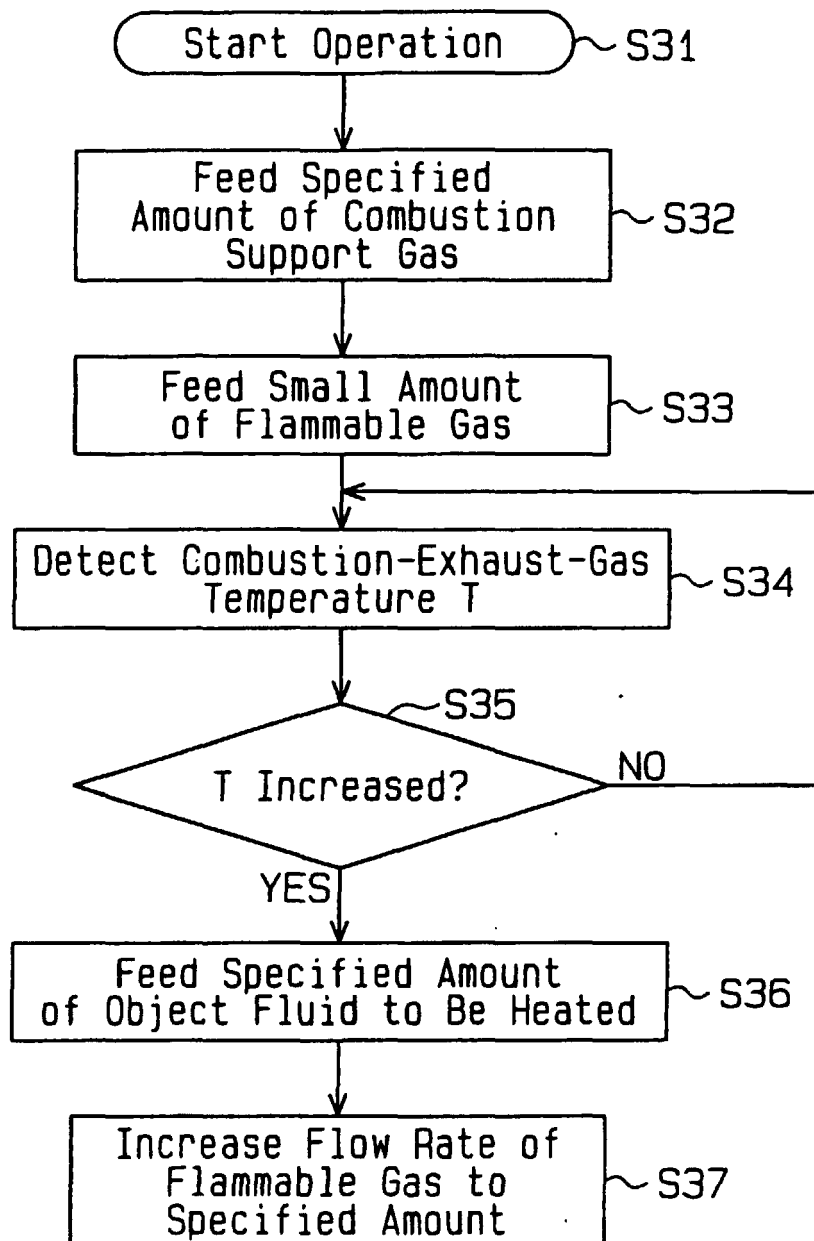 Start Operation
S31
Feed Specified
Amount of Combustion
Support Gas
S32
Feed Small Amount
of Flammable Gas
S33
Detect Combustion-Exhaust-Gas
Temperature T
S34
S35
T Increased?
NO
YES
Feed Specified Amount
of Object Fluid to Be Heated
S36
Increase Flow Rate of
Flammable Gas to
Specified Amount
S37